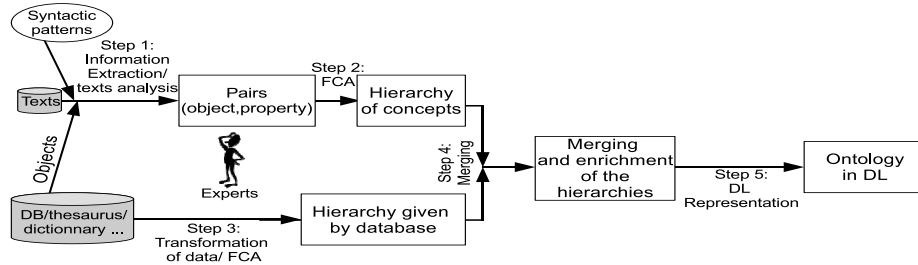 Syntactic
patterns
Step 1:
Information
Extraction/
texts analysis
Texts
Objects
Pairs
(object,property)
Step 2:
FCA
Hierarchy
of concepts
Experts
Step 4:
Merging
Merging
and enrichment
of the
hierarchies
Step 5:
DL
Representation
Ontology
in DL
DB/thesaurus/
dictionnary ...
Step 3:
Transformation
of data/ FCA
Hierarchy given
by database